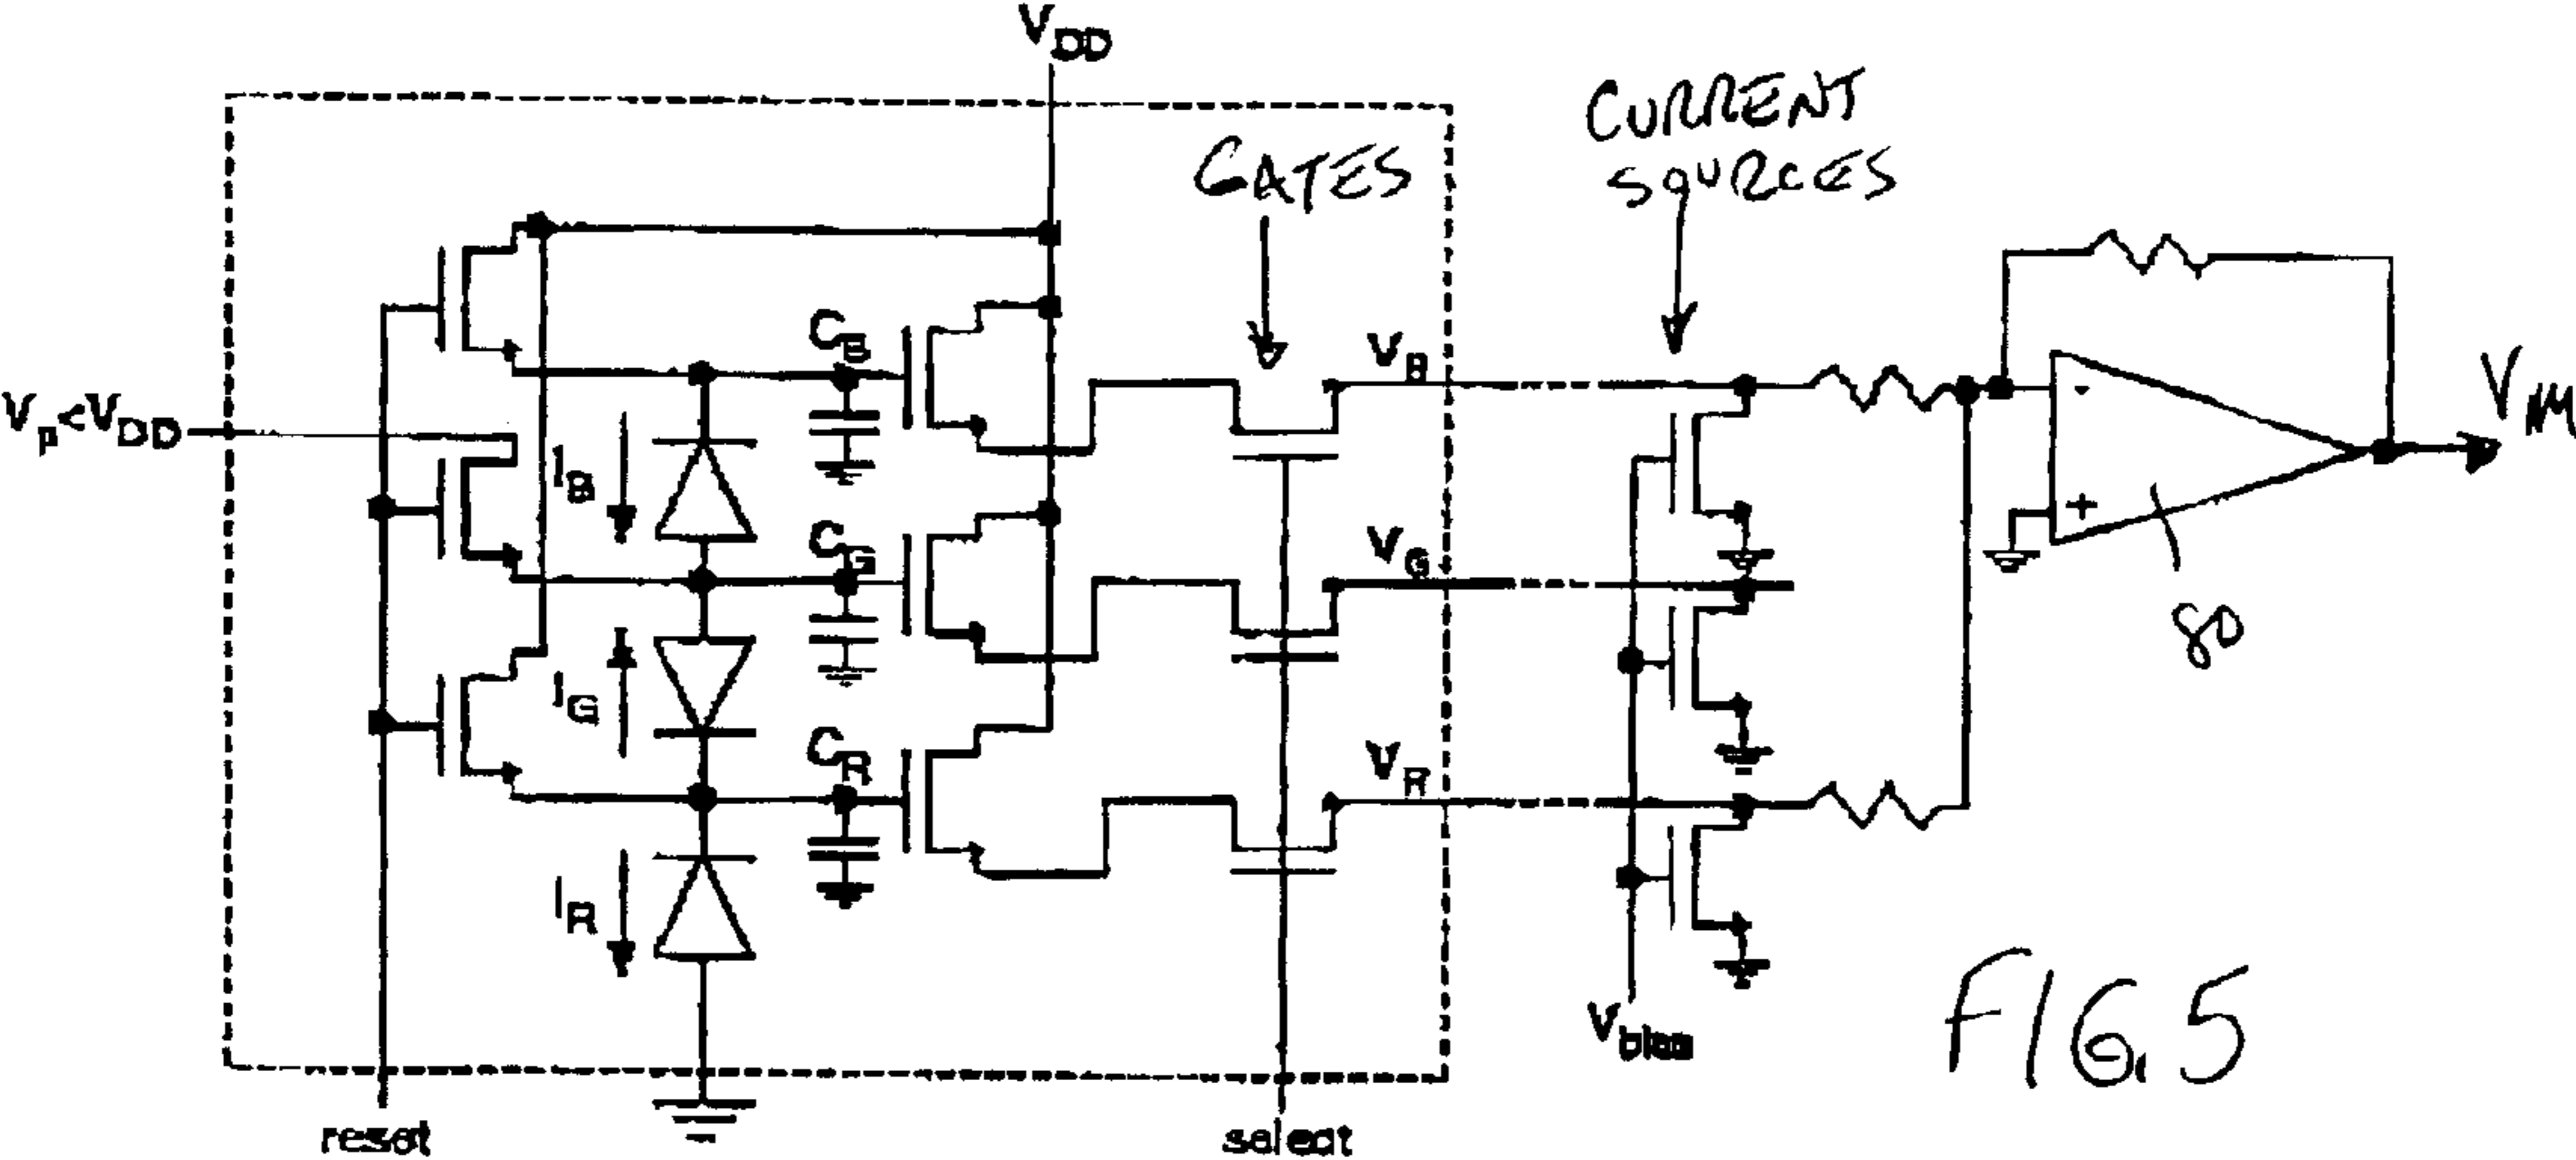 VDD
CURRENT
SOURCES
GATES
CB
VB
Vp<VDD
IB
-
CG
VG
+
IG
80
CR
VR
IR
Vbias
FIG. 5
reset
select